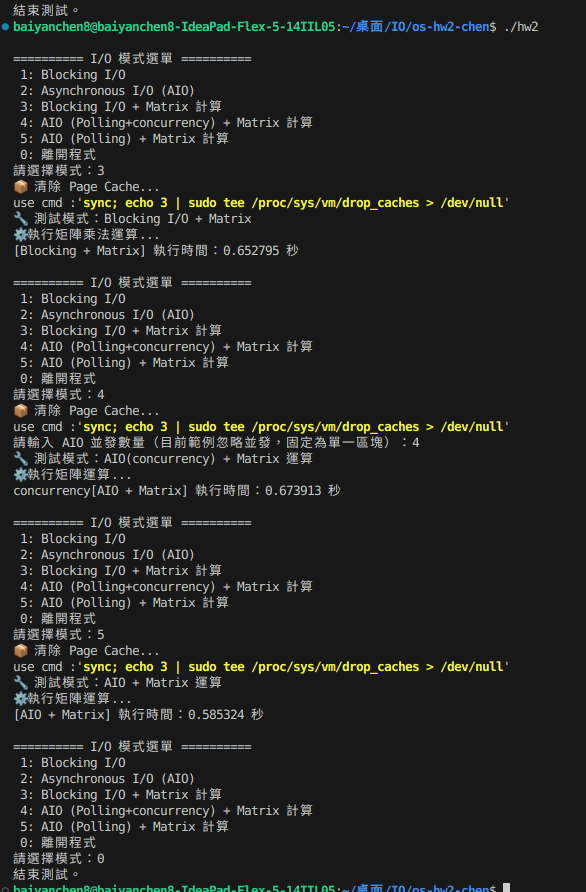 結束測試。
baiyanchen8@baiyanchen8-IdeaPad-Flex-5-14IIL05:~/桌面/IO/os-hw2-chen$ ./hw2
========== I/O 模式選單 ==========
1: Blocking I/O
2: Asynchronous I/O (AIO)
3: Blocking I/O + Matrix 計算
4: AIO (Polling+concurrency) + Matrix 計算
5: AIO (Polling) + Matrix 計算
0: 離開程式
請選擇模式：3
📦 清除 Page Cache...
use cmd :'sync; echo 3 | sudo tee /proc/sys/vm/drop_caches > /dev/null'
🔧 測試模式：Blocking I/O + Matrix
⚙️執行矩陣乘法運算...
[Blocking + Matrix] 執行時間：0.652795 秒
========== I/O 模式選單 ==========
1: Blocking I/O
2: Asynchronous I/O (AIO)
3: Blocking I/O + Matrix 計算
4: AIO (Polling+concurrency) + Matrix 計算
5: AIO (Polling) + Matrix 計算
0: 離開程式
請選擇模式：4
📦 清除 Page Cache...
use cmd :'sync; echo 3 | sudo tee /proc/sys/vm/drop_caches > /dev/null'
請輸入 AIO 並發數量（目前範例忽略並發，固定為單一區塊）：4
🔧 測試模式：AIO(concurrency) + Matrix 運算
⚙️執行矩陣運算...
concurrency[AIO + Matrix] 執行時間：0.673913 秒
========== I/O 模式選單 ==========
1: Blocking I/O
2: Asynchronous I/O (AIO)
3: Blocking I/O + Matrix 計算
4: AIO (Polling+concurrency) + Matrix 計算
5: AIO (Polling) + Matrix 計算
0: 離開程式
請選擇模式：5
📦 清除 Page Cache...
use cmd :'sync; echo 3 | sudo tee /proc/sys/vm/drop_caches > /dev/null'
🔧 測試模式：AIO + Matrix 運算
⚙️執行矩陣運算...
[AIO + Matrix] 執行時間：0.585324 秒
========== I/O 模式選單 ==========
1: Blocking I/O
2: Asynchronous I/O (AIO)
3: Blocking I/O + Matrix 計算
4: AIO (Polling+concurrency) + Matrix 計算
5: AIO (Polling) + Matrix 計算
0: 離開程式
請選擇模式：0
結束測試。
baiyanchen8@baiyanchen8-IdeaPad-Flex-5-14IIL05:~/桌面/IO/os-hw2-chen$